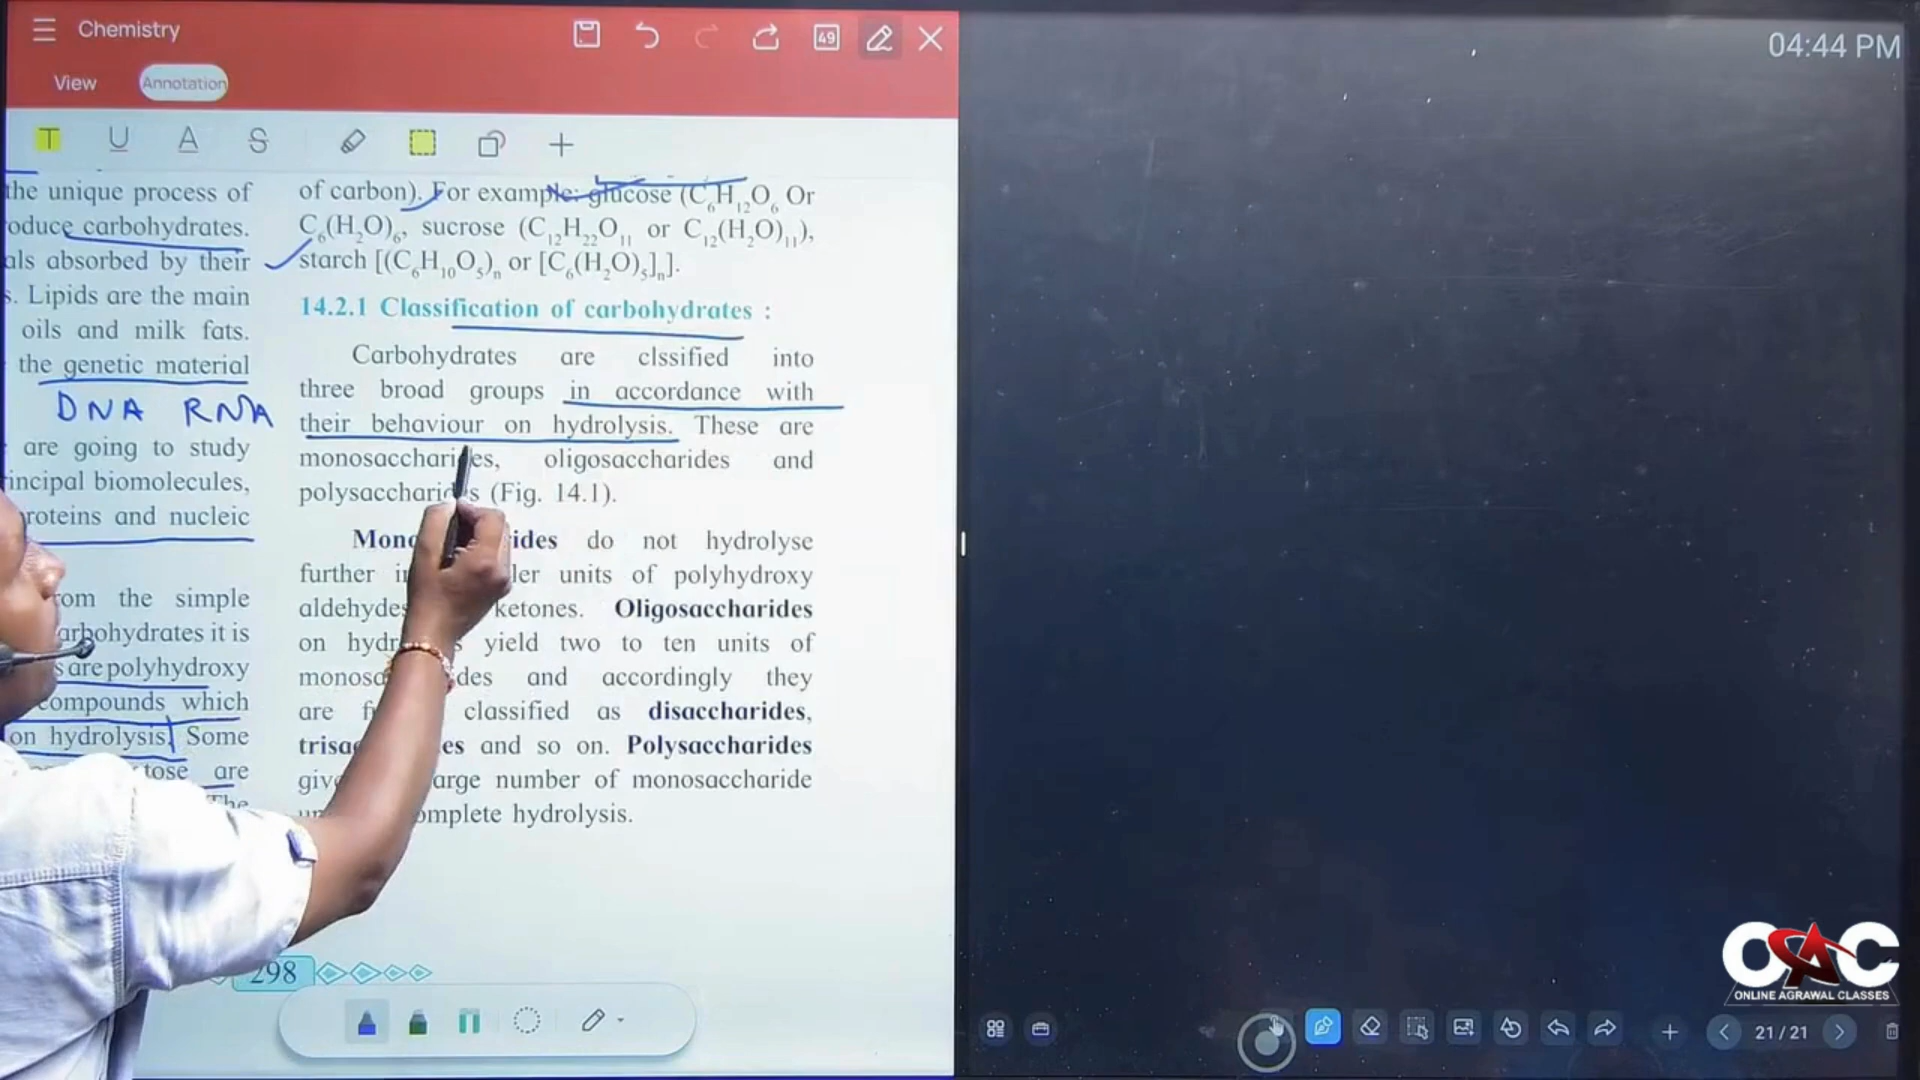 Chemistry
49
04:44 PM
View
Annotation
T U A S
the unique process of
oduce carbohydrates.
als absorbed by their
s. Lipids are the main
oils and milk fats.
the genetic material
DNA RNA
are going to study
incipal biomolecules,
roteins and nucleic
om the simple
arbohydrates it is
s are polyhydroxy
compounds which
on hydrolysis. Some
tose are
The
of carbon). For example: glucose (C6H12O6 Or
C6(H2O)6, sucrose (C12H22O11 or C12(H2O)11),
starch [(C6H10O5)n or [C6(H2O)5]n].
14.2.1 Classification of carbohydrates :
Carbohydrates are clssified into
three broad groups in accordance with
their behaviour on hydrolysis. These are
monosaccharides, oligosaccharides and
polysaccharides (Fig. 14.1).
Mono ides do not hydrolyse
further in ler units of polyhydroxy
aldehydes ketones. Oligosaccharides
on hydr s yield two to ten units of
monosa des and accordingly they
are f classified as disaccharides,
trisa es and so on. Polysaccharides
give arge number of monosaccharide
un omplete hydrolysis.
298
OAC
ONLINE AGRAWAL CLASSES
21/21